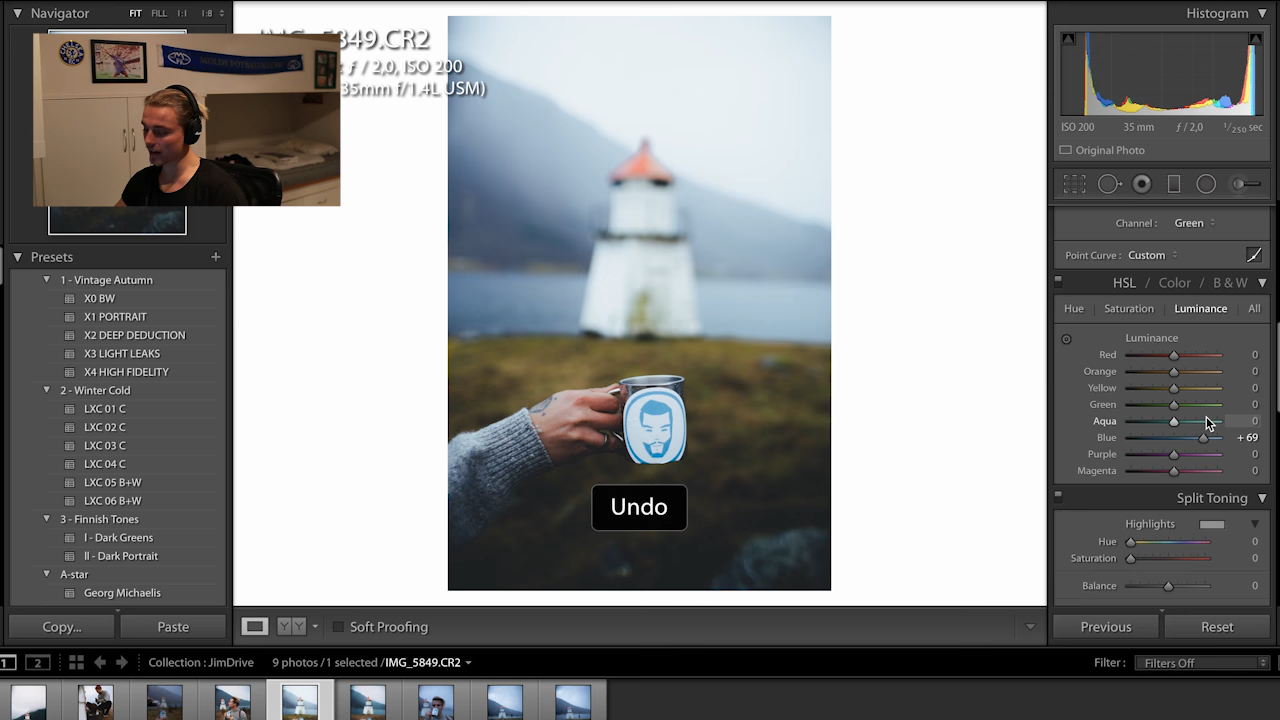 Navigator
FIT FILL 1:1 1:8
5849.CR2
f / 2,0, ISO 200
35mm f/1.4L USM)
MOLDE FOTBALLKLUBB
Presets +
1 - Vintage Autumn
X0 BW
X1 PORTRAIT
X2 DEEP DEDUCTION
X3 LIGHT LEAKS
X4 HIGH FIDELITY
2 - Winter Cold
LXC 01 C
LXC 02 C
LXC 03 C
LXC 04 C
LXC 05 B+W
LXC 06 B+W
3 - Finnish Tones
I - Dark Greens
II - Dark Portrait
A-star
Georg Michaelis
Copy...
Paste
Undo
Soft Proofing
Histogram
ISO 200 35 mm f / 2,0 1/250 sec
Original Photo
Channel : Green
Point Curve : Custom
HSL / Color / B & W
Hue Saturation Luminance All
Luminance
Red 0
Orange 0
Yellow 0
Green 0
Aqua 0
Blue + 69
Purple 0
Magenta 0
Split Toning
Highlights
Hue 0
Saturation 0
Balance 0
Previous
Reset
1 2 Collection : JimDrive 9 photos / 1 selected / IMG_5849.CR2
Filter : Filters Off